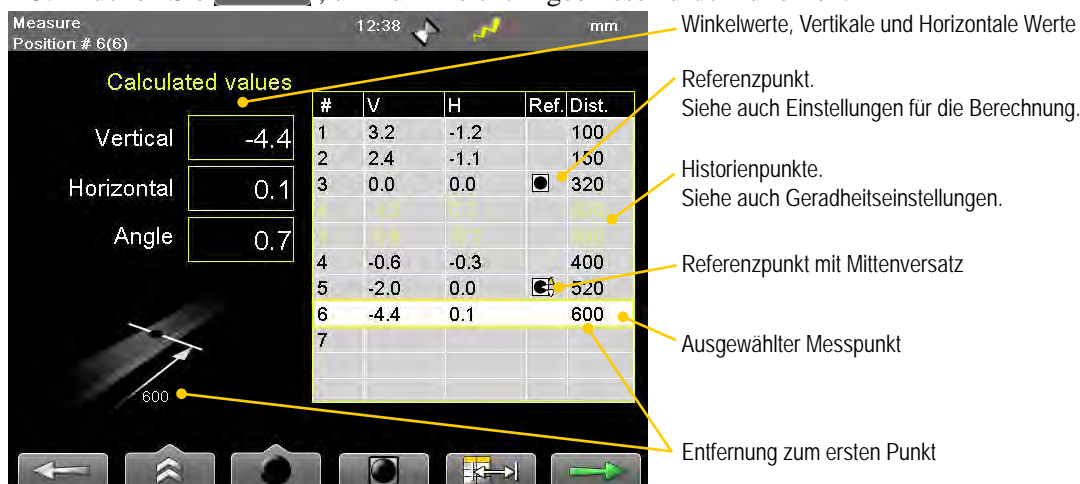 Measure
Position # 6(6)
12:38
mm
Calculated values
Vertical -4.4
Horizontal 0.1
Angle 0.7
# V H Ref. Dist.
1 3.2 -1.2 100
2 2.4 -1.1 150
3 0.0 0.0 320
4 -0.6 -0.3 400
5 -2.0 0.0 520
6 -4.4 0.1 600
7
600
Winkelwerte, Vertikale und Horizontale Werte
Referenzpunkt.
Siehe auch Einstellungen für die Berechnung.
Historienpunkte.
Siehe auch Geradheitseinstellungen.
Referenzpunkt mit Mittenversatz
Ausgewählter Messpunkt
Entfernung zum ersten Punkt